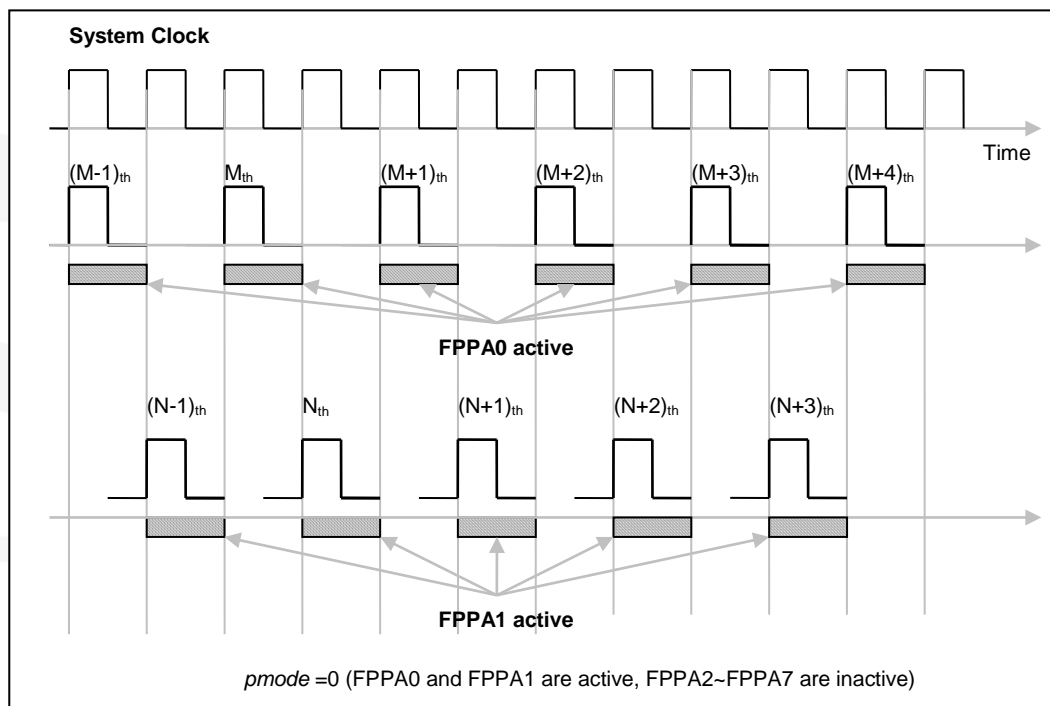 System Clock
Time
(M-1)th Mth (M+1)th (M+2)th (M+3)th (M+4)th
FPPA0 active
(N-1)th Nth (N+1)th (N+2)th (N+3)th
FPPA1 active
pmode =0 (FPPA0 and FPPA1 are active, FPPA2~FPPA7 are inactive)